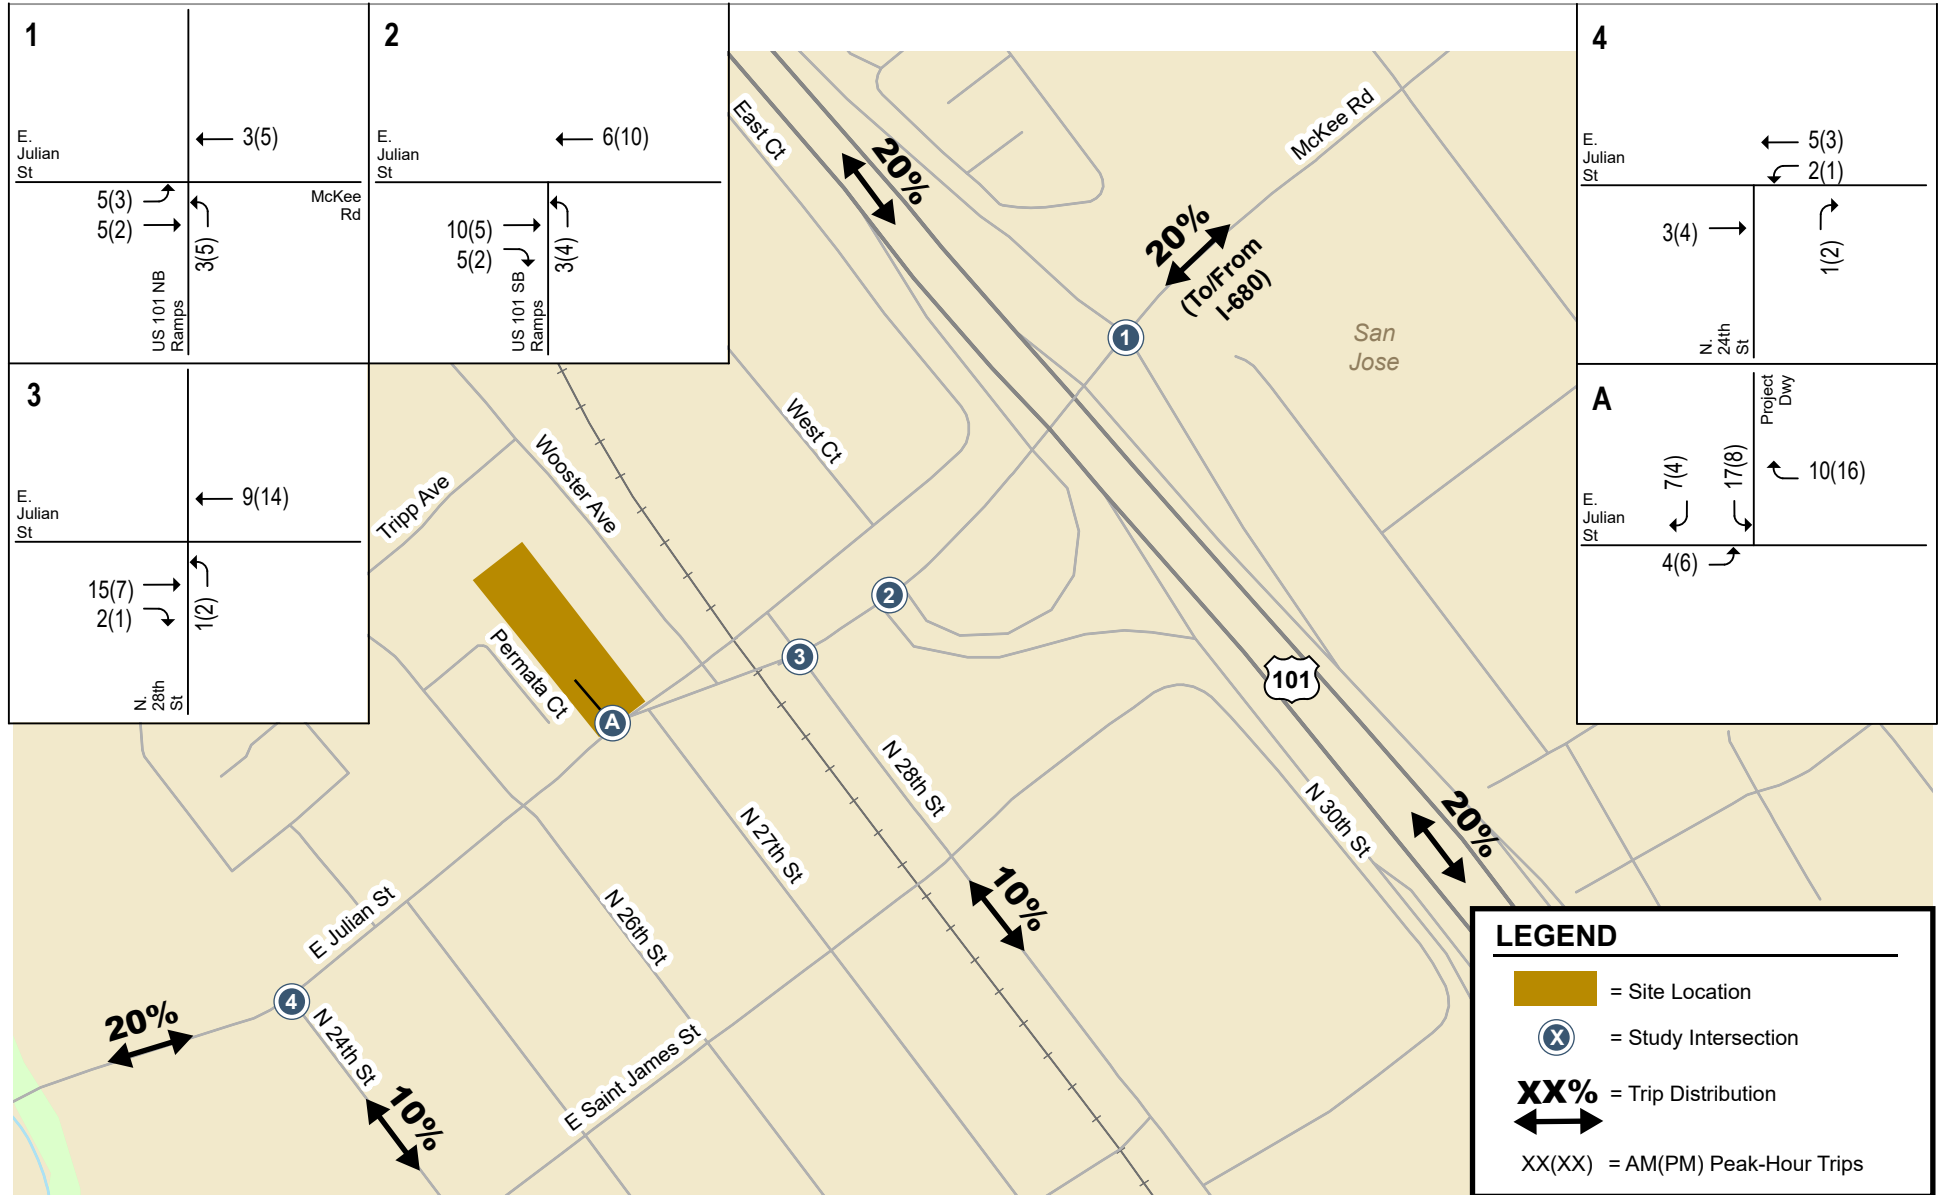 1
E.
Julian
St
3(5)
5(3)
5(2)
McKee
Rd
3(5)
US 101 NB
Ramps
2
E.
Julian
St
6(10)
10(5)
5(2)
3(4)
US 101 SB
Ramps
3
E.
Julian
St
9(14)
15(7)
2(1)
1(2)
N.
28th
St
4
E.
Julian
St
5(3)
2(1)
3(4)
1(2)
N.
24th
St
A
Project
Dwy
7(4)
17(8)
10(16)
E.
Julian
St
4(6)
East Ct
20%
McKee Rd
20%
(To/From
I-680)
1
San
Jose
West Ct
Wooster Ave
Tripp Ave
2
3
Permata Ct
A
101
N 28th St
N 27th St
N 30th St
20%
10%
N 26th St
E Julian St
4
20%
N 24th St
10%
E Saint James St
LEGEND
= Site Location
X = Study Intersection
XX% = Trip Distribution
XX(XX) = AM(PM) Peak-Hour Trips